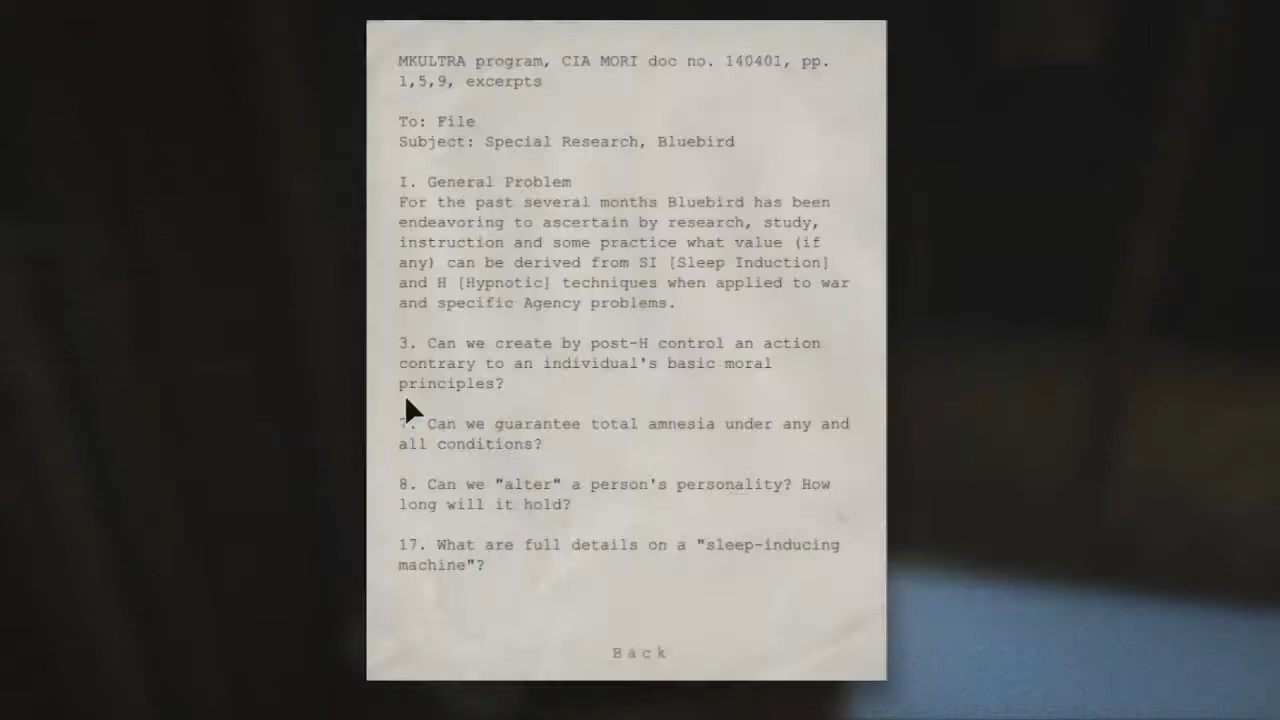 MKULTRA program, CIA MORI doc no. 140401, pp.
1,5,9, excerpts
To: File
Subject: Special Research, Bluebird
I. General Problem
For the past several months Bluebird has been
endeavoring to ascertain by research, study,
instruction and some practice what value (if
any) can be derived from SI [Sleep Induction]
and H [Hypnotic] techniques when applied to war
and specific Agency problems.
3. Can we create by post-H control an action
contrary to an individual's basic moral
principles?
7. Can we guarantee total amnesia under any and
all conditions?
8. Can we "alter" a person's personality? How
long will it hold?
17. What are full details on a "sleep-inducing
machine"?
Back